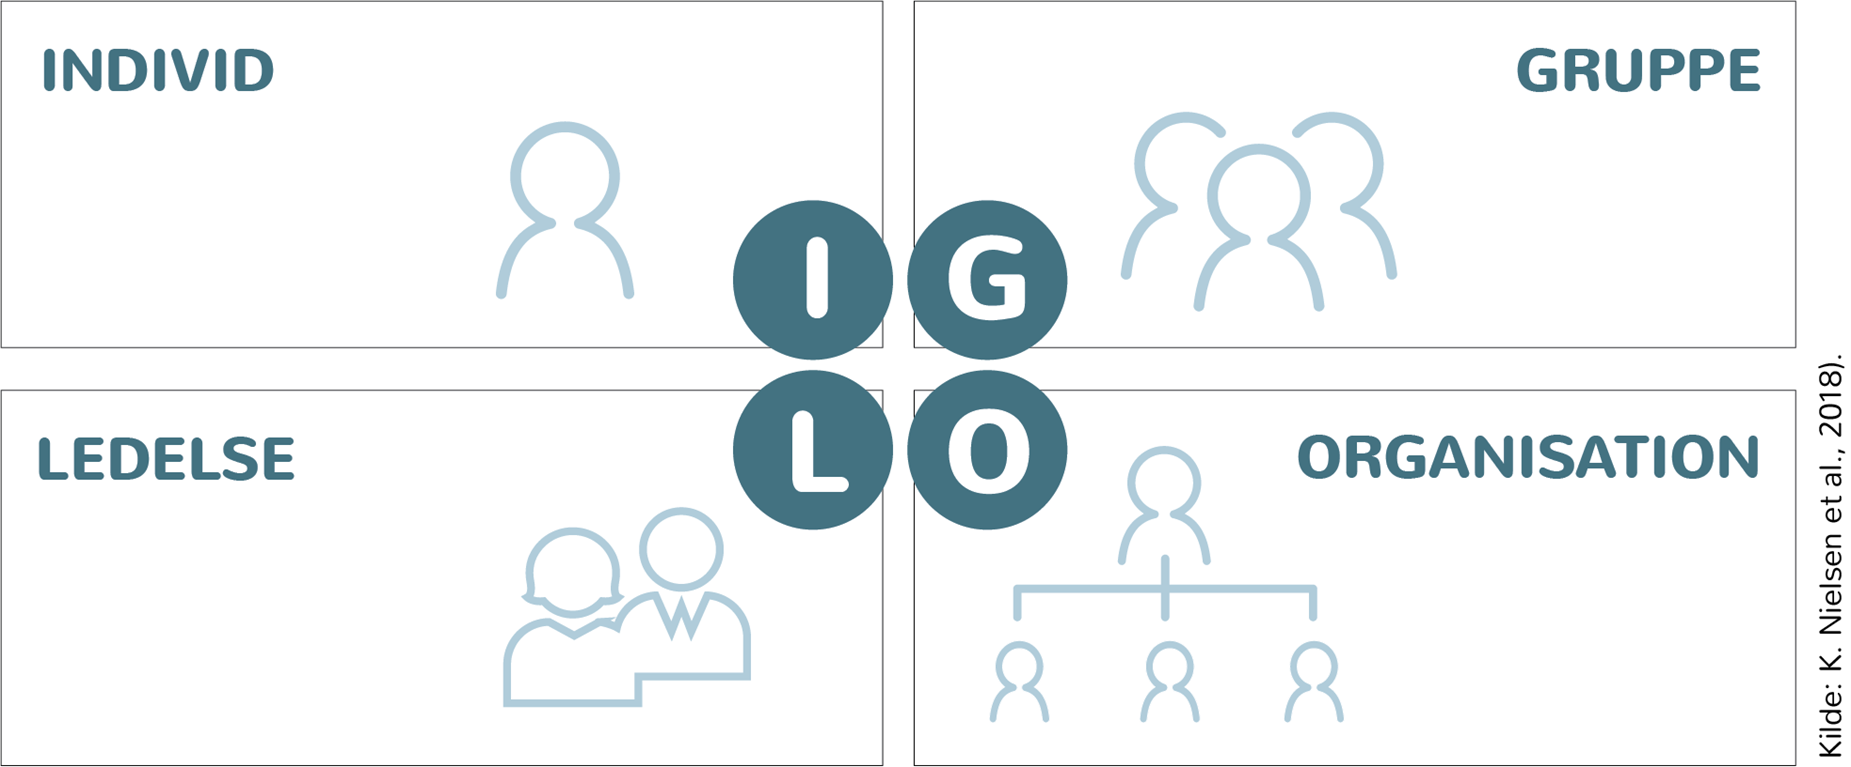 INDIVID
GRUPPE
I
G
L
O
LEDELSE
ORGANISATION
Kilde: K. Nielsen et al., 2018).